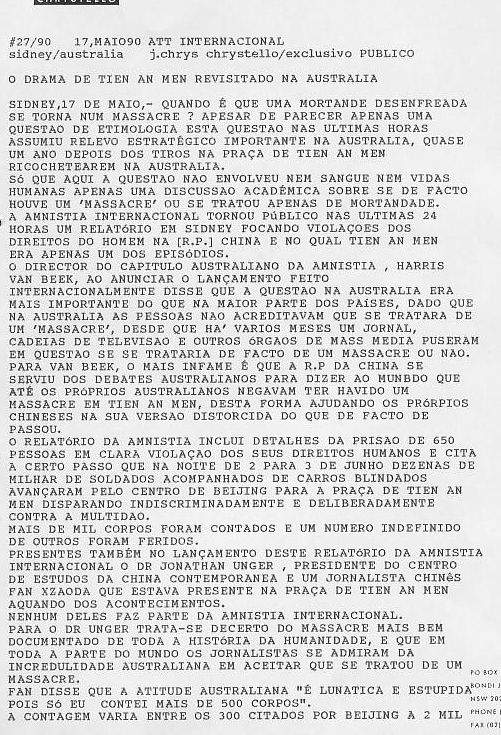 CHRYSTELLO
#27/90 17,MAIO90 ATT INTERNACIONAL
sidney/australia j.chrys chrystello/exclusivo PUBLICO
O DRAMA DE TIEN AN MEN REVISITADO NA AUSTRALIA
SIDNEY,17 DE MAIO,- QUANDO É QUE UMA MORTANDE DESENFREADA
SE TORNA NUM MASSACRE ? APESAR DE PARECER APENAS UMA
QUESTAO DE ETIMOLOGIA ESTA QUESTAO NAS ULTIMAS HORAS
ASSUMIU RELEVO ESTRATÉGICO IMPORTANTE NA AUSTRALIA, QUASE
UM ANO DEPOIS DOS TIROS NA PRAÇA DE TIEN AN MEN
RICOCHETEAREM NA AUSTRALIA.
Só QUE AQUI A QUESTAO NAO ENVOLVEU NEM SANGUE NEM VIDAS
HUMANAS APENAS UMA DISCUSSAO ACADÉMICA SOBRE SE DE FACTO
HOUVE UM 'MASSACRE' OU SE TRATOU APENAS DE MORTANDADE.
A AMNISTIA INTERNACIONAL TORNOU PúBLICO NAS ULTIMAS 24
HORAS UM RELATóRIO EM SIDNEY FOCANDO VIOLAÇOES DOS
DIREITOS DO HOMEM NA [R.P.] CHINA E NO QUAL TIEN AN MEN
ERA APENAS UM DOS EPISóDIOS.
O DIRECTOR DO CAPITULO AUSTRALIANO DA AMNISTIA , HARRIS
VAN BEEK, AO ANUNCIAR O LANÇAMENTO FEITO
INTERNACIONALMENTE DISSE QUE A QUESTAO NA AUSTRALIA ERA
MAIS IMPORTANTE DO QUE NA MAIOR PARTE DOS PAíSES, DADO QUE
NA AUSTRALIA AS PESSOAS NAO ACREDITAVAM QUE SE TRATARA DE
UM 'MASSACRE', DESDE QUE HA' VARIOS MESES UM JORNAL,
CADEIAS DE TELEVISAO E OUTROS óRGAOS DE MASS MEDIA PUSERAM
EM QUESTAO SE SE TRATARIA DE FACTO DE UM MASSACRE OU NAO.
PARA VAN BEEK, O MAIS INFAME É QUE A R.P DA CHINA SE
SERVIU DOS DEBATES AUSTRALIANOS PARA DIZER AO MUNBDO QUE
ATÉ OS PRóPRIOS AUSTRALIANOS NEGAVAM TER HAVIDO UM
MASSACRE EM TIEN AN MEN, DESTA FORMA AJUDANDO OS PRóRPIOS
CHINESES NA SUA VERSAO DISTORCIDA DO QUE DE FACTO DE
PASSOU.
O RELATóRIO DA AMNISTIA INCLUI DETALHES DA PRISAO DE 650
PESSOAS EM CLARA VIOLAÇAO DOS SEUS DIREITOS HUMANOS E CITA
A CERTO PASSO QUE NA NOITE DE 2 PARA 3 DE JUNHO DEZENAS DE
MILHAR DE SOLDADOS ACOMPANHADOS DE CARROS BLINDADOS
AVANÇARAM PELO CENTRO DE BEIJING PARA A PRAÇA DE TIEN AN
MEN DISPARANDO INDISCRIMINADAMENTE E DELIBERADAMENTE
CONTRA A MULTIDAO.
MAIS DE MIL CORPOS FORAM CONTADOS E UM NUMERO INDEFINIDO
DE OUTROS FORAM FERIDOS.
PRESENTES TAMBÉM NO LANÇAMENTO DESTE RELATóRIO DA AMNISTIA
INTERNACIONAL O DR JONATHAN UNGER , PRESIDENTE DO CENTRO
DE ESTUDOS DA CHINA CONTEMPORANEA E UM JORNALISTA CHINêS
FAN XZAODA QUE ESTAVA PRESENTE NA PRAÇA DE TIEN AN MEN
AQUANDO DOS ACONTECIMENTOS.
NENHUM DELES FAZ PARTE DA AMNISTIA INTERNACIONAL.
PARA O DR UNGER TRATA-SE DECERTO DO MASSACRE MAIS BEM
DOCUMENTADO DE TODA A HISTóRIA DA HUMANIDADE, E QUE EM
TODA A PARTE DO MUNDO OS JORNALISTAS SE ADMIRAM DA
INCREDULIDADE AUSTRALIANA EM ACEITAR QUE SE TRATOU DE UM
MASSACRE.
FAN DISSE QUE A ATITUDE AUSTRALIANA "É LUNATICA E ESTUPIDA
POIS Só EU CONTEI MAIS DE 500 CORPOS".
A CONTAGEM VARIA ENTRE OS 300 CITADOS POR BEIJING A 2 MIL
PO BOX
BONDI J
NSW 202
PHONE
FAX (02)